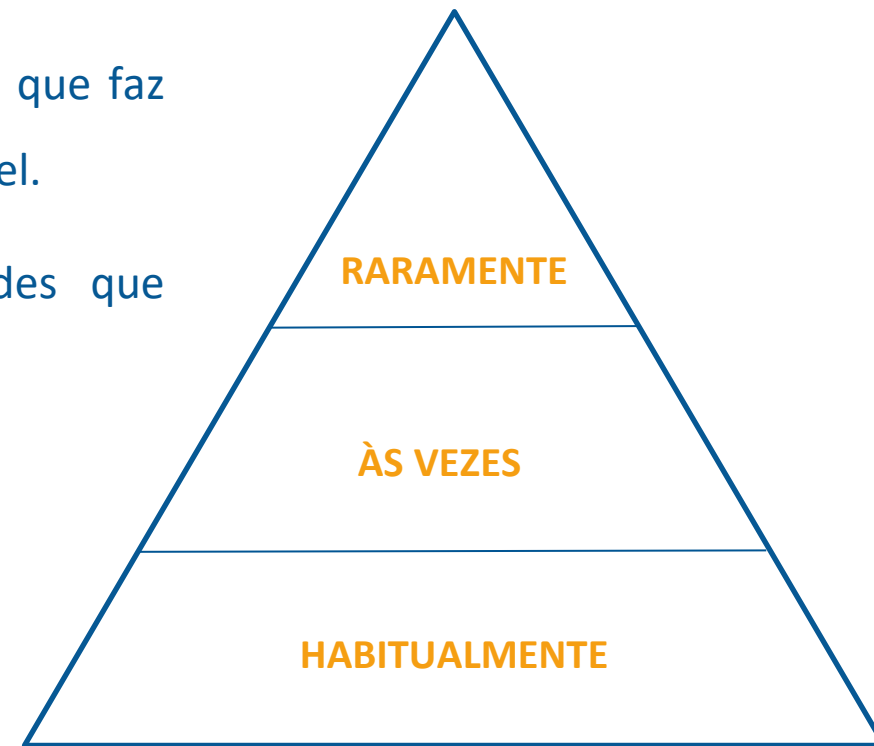 que faz
el.
des que
RARAMENTE
ÀS VEZES
HABITUALMENTE